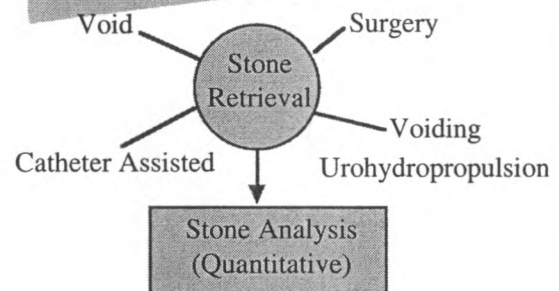 Void
Surgery
Stone
Retrieval
Voiding
Catheter Assisted
Urohydropropulsion
Stone Analysis
(Quantitative)